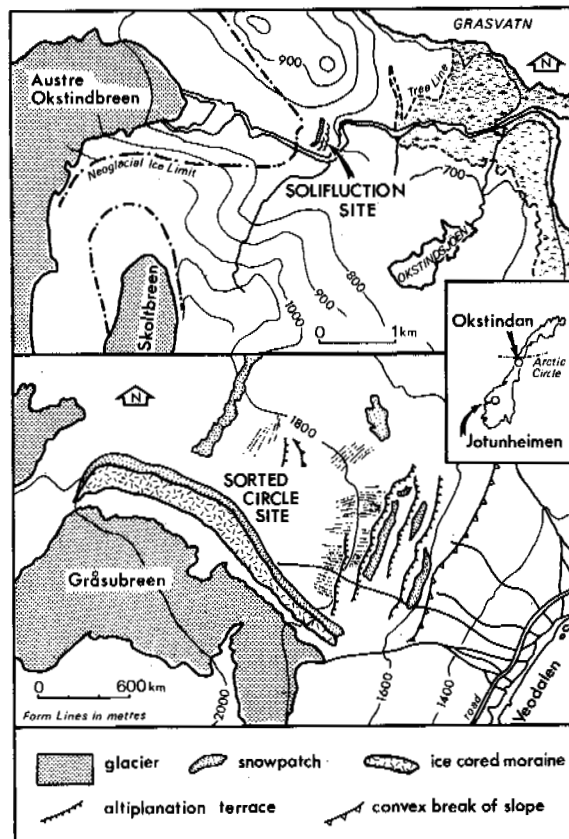 GRASVATN
N
900
Austre
Okstindbreen
Tree Line
Neoglacial Ice Limit
SOLIFLUCTION
SITE
700
OKSTINDSJOEN
800
900
1000
Skoltbreen
0 1km
Okstindan
Arctic
Circle
Jotunheimen
N
1800
SORTED
CIRCLE
SITE
Gråsubreen
0 600km
Form Lines in metres
2000
1600
1400
road
Veodalen
glacier
snowpatch
ice cored moraine
altiplanation terrace
convex break of slope